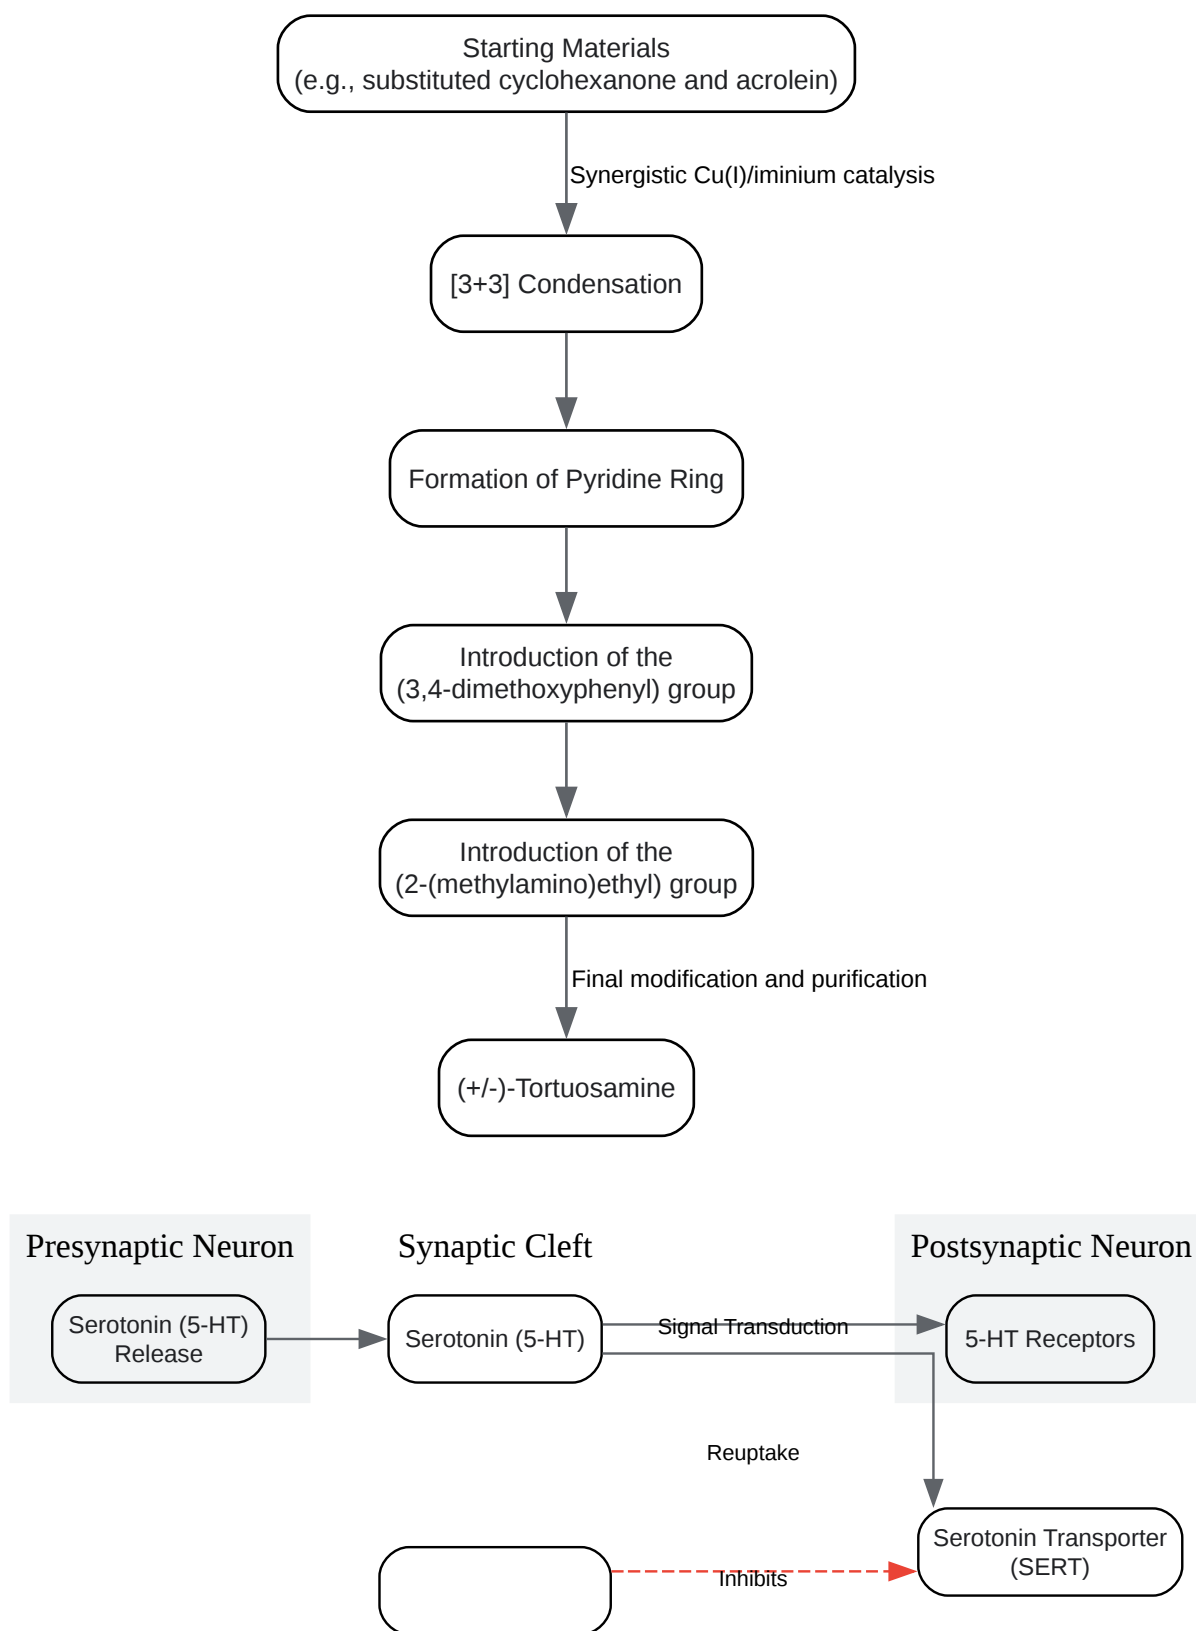 Starting Materials
(e.g., substituted cyclohexanone and acrolein)
Synergistic Cu(I)/iminium catalysis
[3+3] Condensation
Formation of Pyridine Ring
Introduction of the
(3,4-dimethoxyphenyl) group
Introduction of the
(2-(methylamino)ethyl) group
Final modification and purification
(+/-)-Tortuosamine
Presynaptic Neuron
Synaptic Cleft
Postsynaptic Neuron
Serotonin (5-HT)
Release
Serotonin (5-HT)
Signal Transduction
5-HT Receptors
Reuptake
Serotonin Transporter
(SERT)
Inhibits